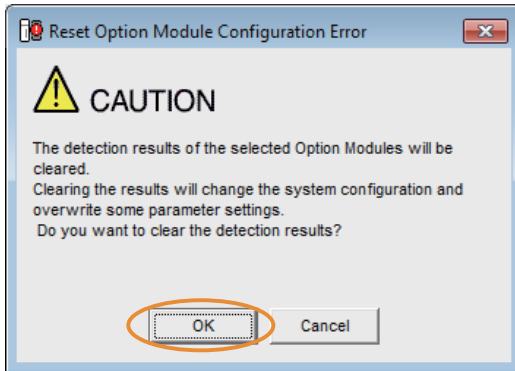 Reset Option Module Configuration Error
CAUTION
The detection results of the selected Option Modules will be
cleared.
Clearing the results will change the system configuration and
overwrite some parameter settings.
Do you want to clear the detection results?
OK
Cancel